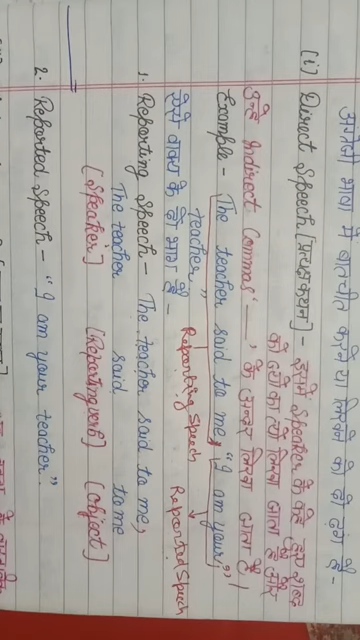 अंग्रेजी भाषा में बातचीत करने या लिखने के दो ढंग हैं -
(i) Direct Speech [प्रत्यक्ष कथन] - इसमें Speaker के कहे हुए शब्द
को ज्यों का त्यों लिखा जाता है और
उन्हें Indirect Commas “ — ” के अन्दर लिखा जाता है।
Example - The teacher said to me, “I am your”
teacher”
Reporting Speech Reported Speech
ऐसे वाक्य के दो भाग हैं -
1. Reporting Speech - The teacher said to me,
The teacher said to me
[Speaker] [Reporting verb] [Object]
2. Reported Speech - “I am your teacher.”